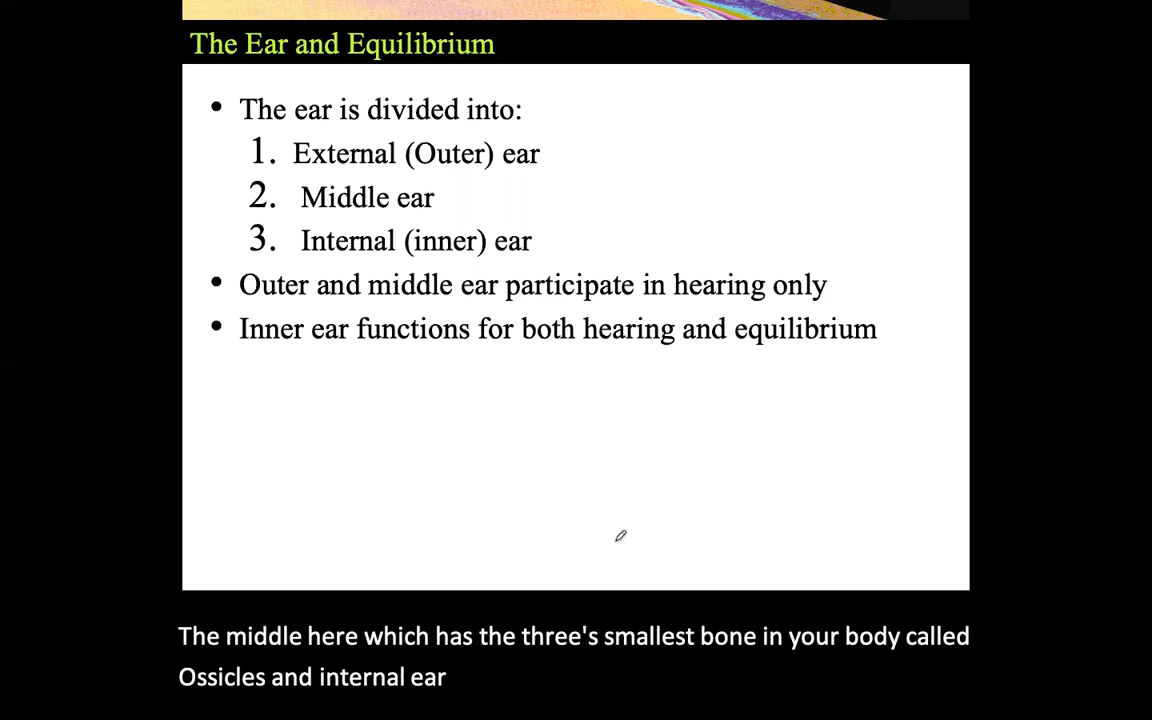 The Ear and Equilibrium
• The ear is divided into:
1. External (Outer) ear
2. Middle ear
3. Internal (inner) ear
• Outer and middle ear participate in hearing only
• Inner ear functions for both hearing and equilibrium
The middle here which has the three's smallest bone in your body called
Ossicles and internal ear